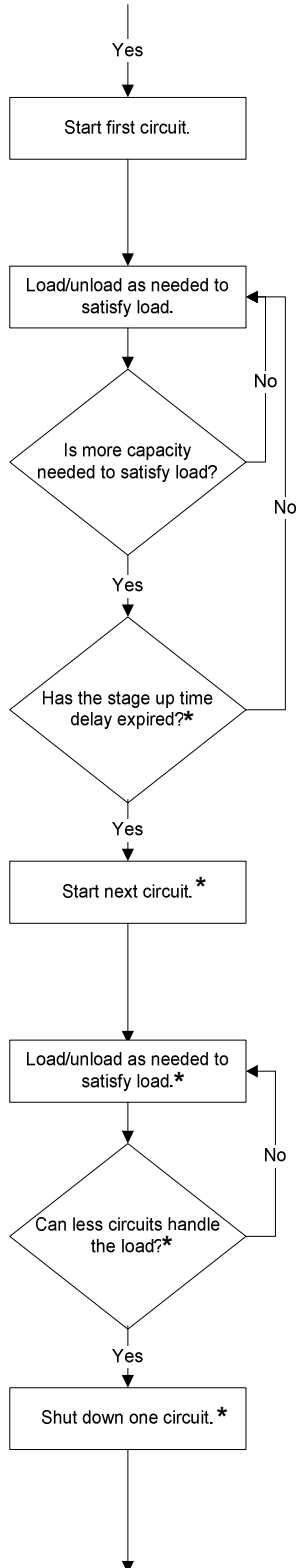 Yes
Start first circuit.
Load/unload as needed to
satisfy load.
No
Is more capacity
needed to satisfy load?
No
Yes
Has the stage up time
delay expired?*
Yes
Start next circuit.*
Load/unload as needed to
satisfy load.*
No
Can less circuits handle
the load?*
Yes
Shut down one circuit.*